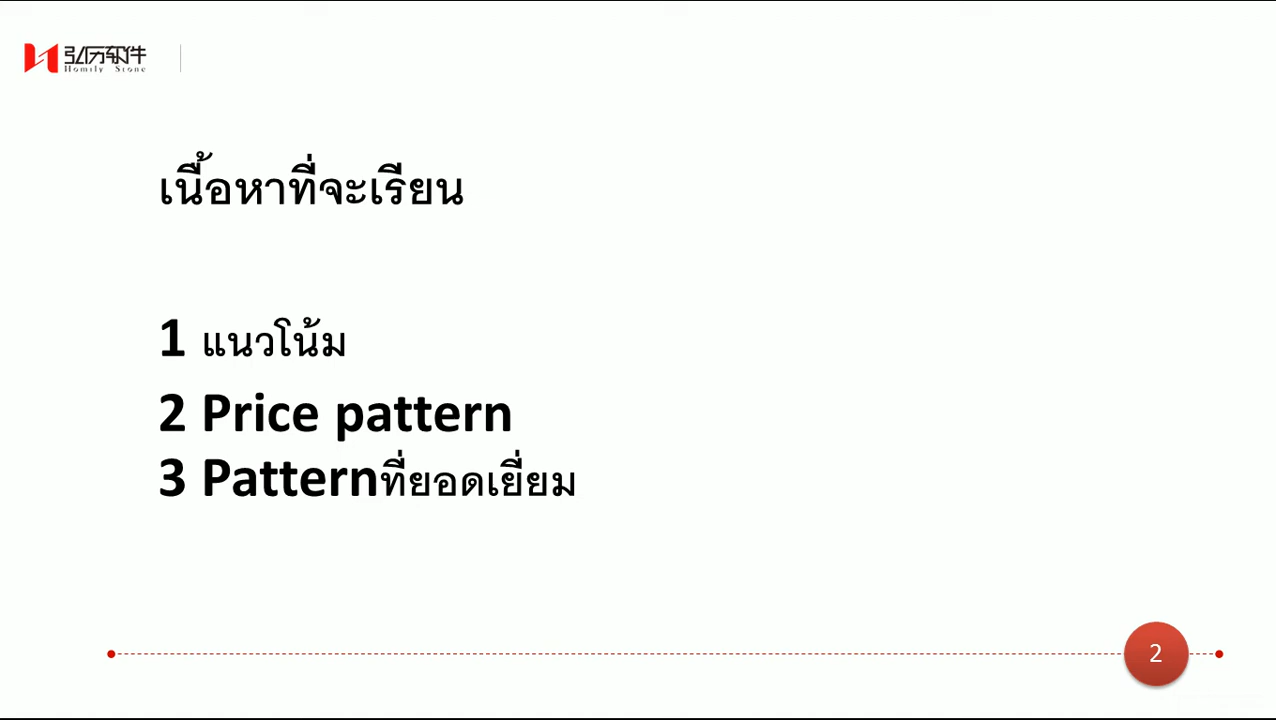 弘历软件
Homily Stone
เนื้อหาที่จะเรียน
1 แนวโน้ม
2 Price pattern
3 Patternที่ยอดเยี่ยม
2